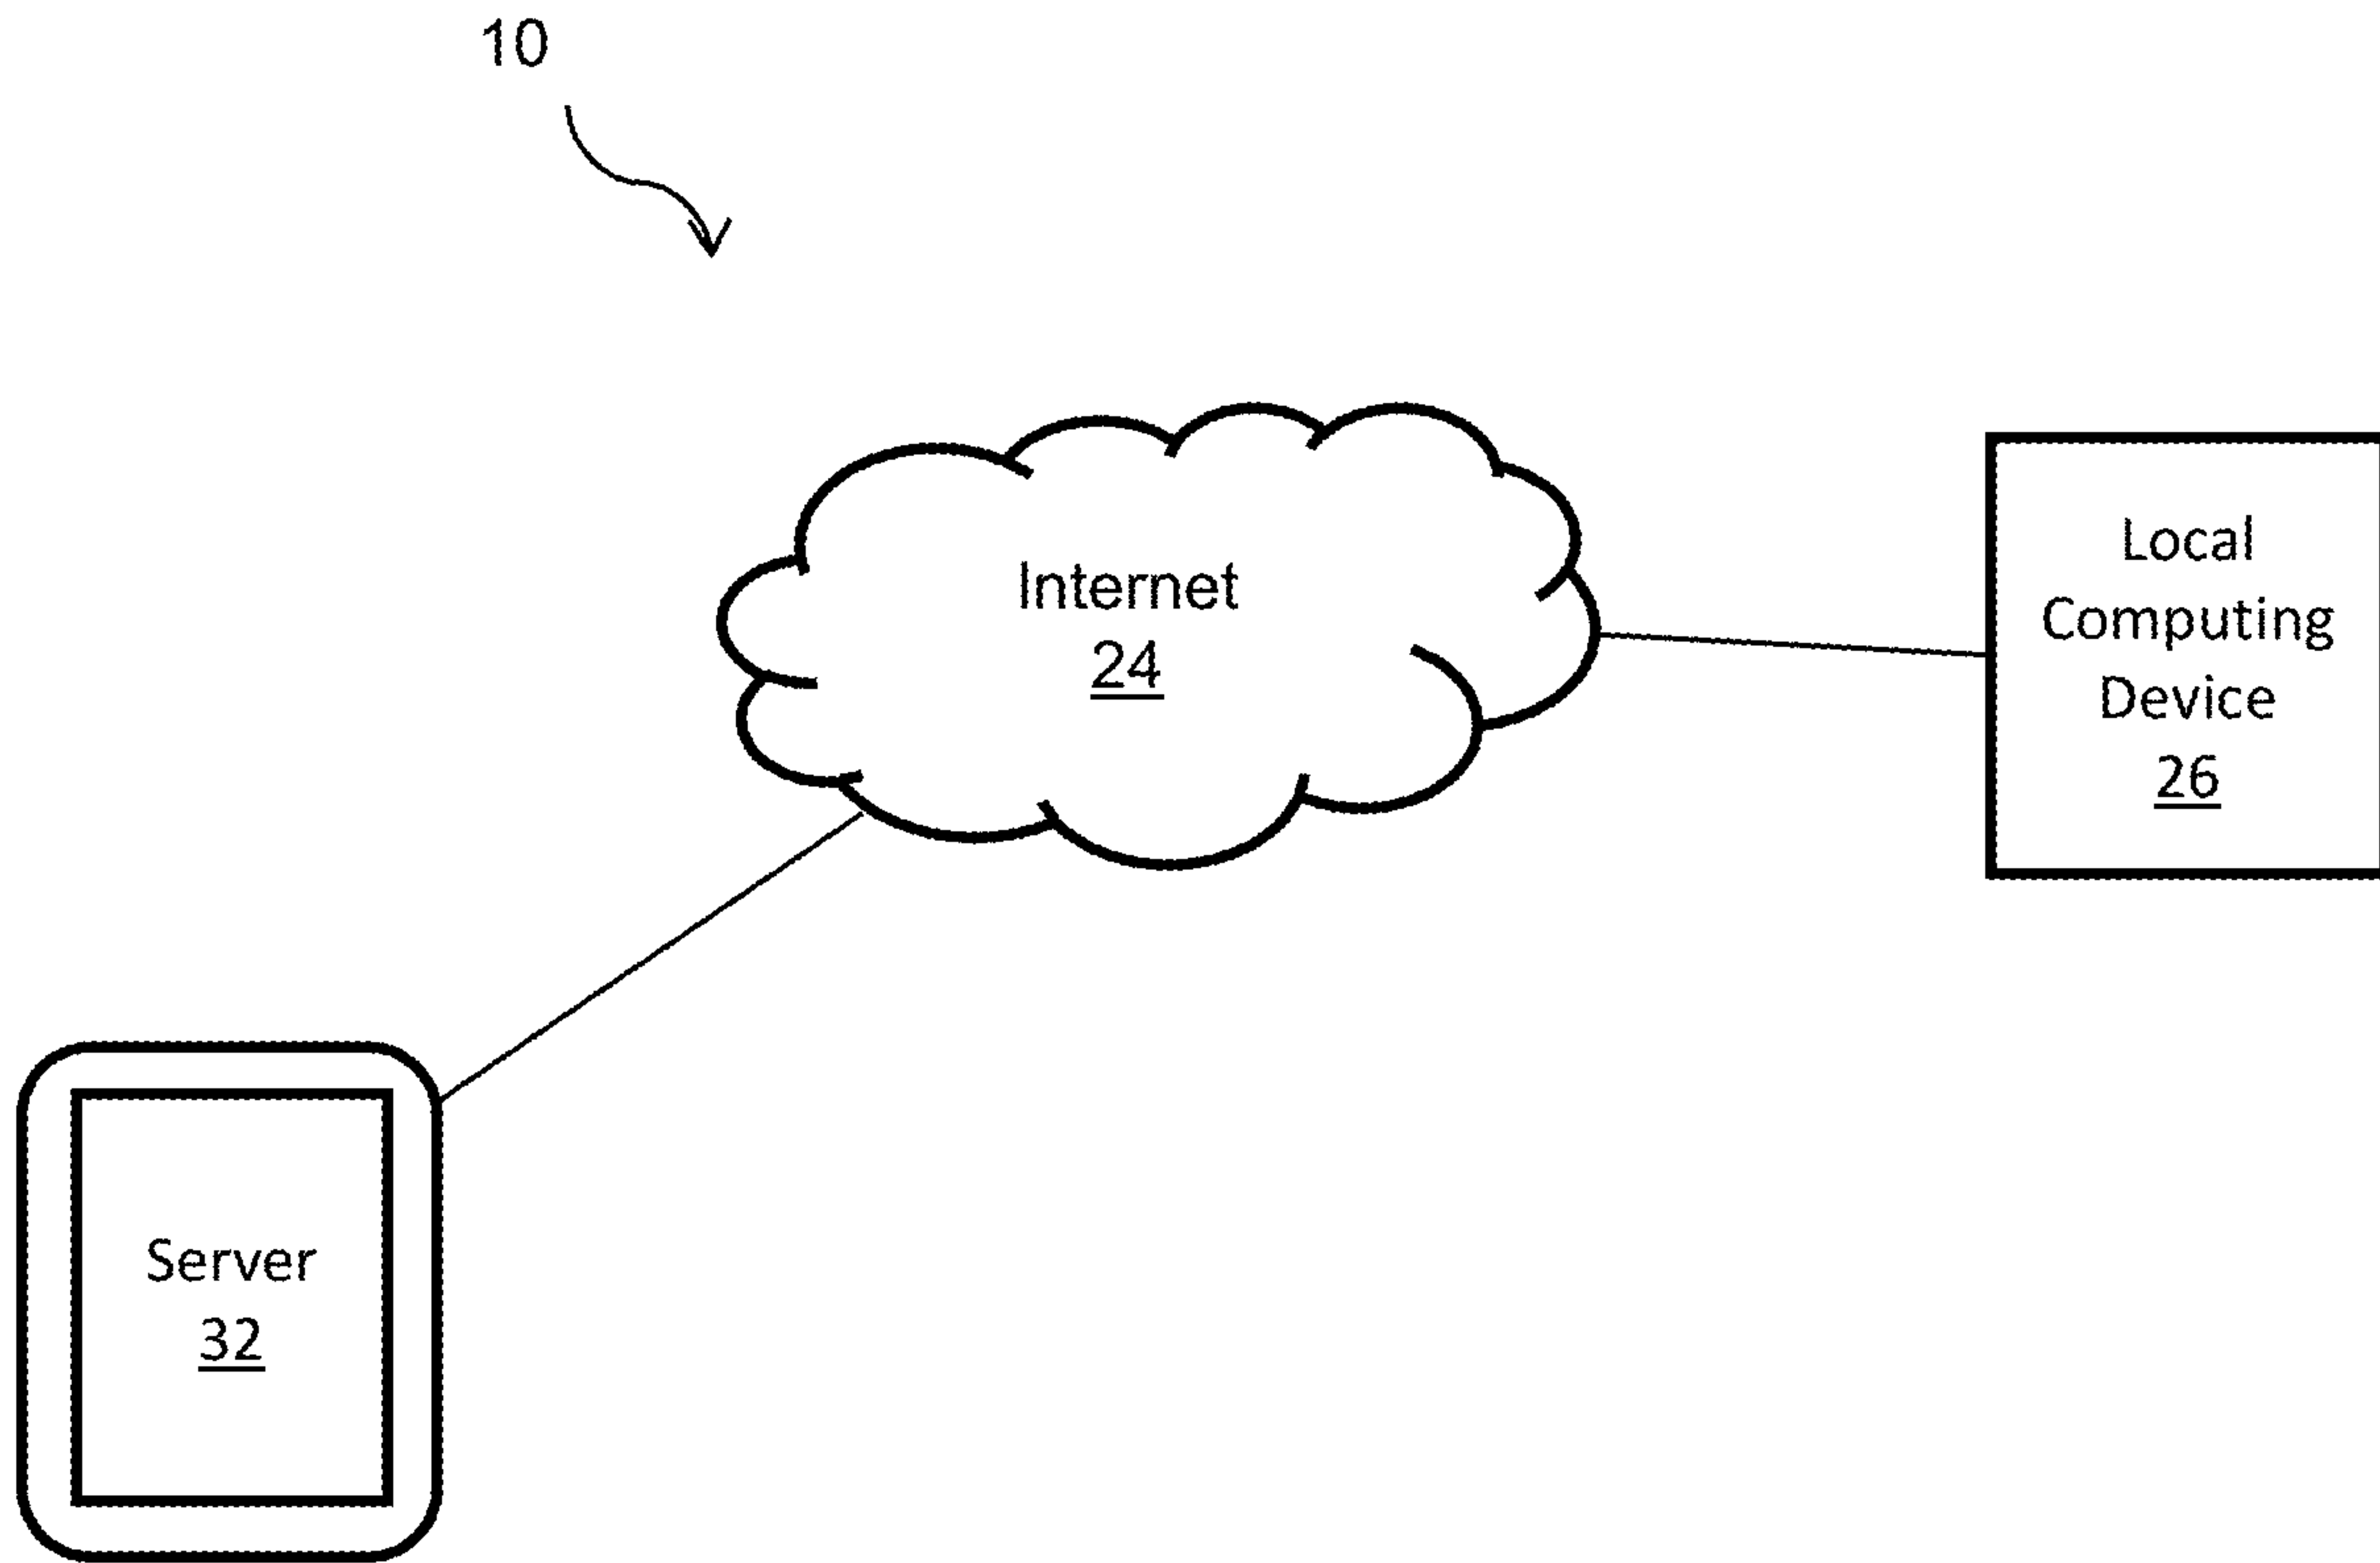 10
Internet
24
Local
Computing
Device
26
Server
32